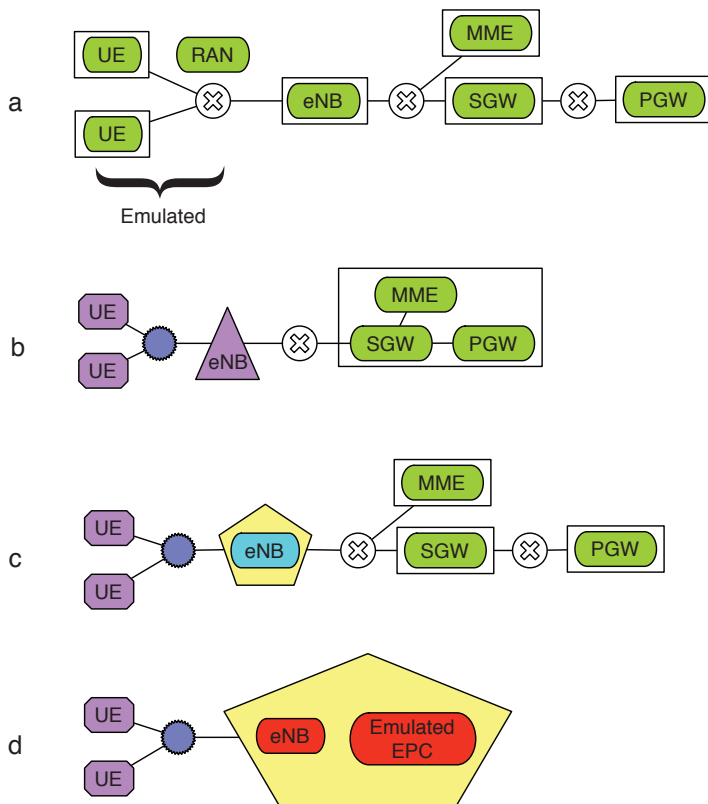 a
UE
RAN
UE
eNB
MME
SGW
PGW
Emulated
b
UE
UE
eNB
MME
SGW
PGW
c
UE
UE
eNB
MME
SGW
PGW
d
UE
UE
eNB
Emulated
EPC